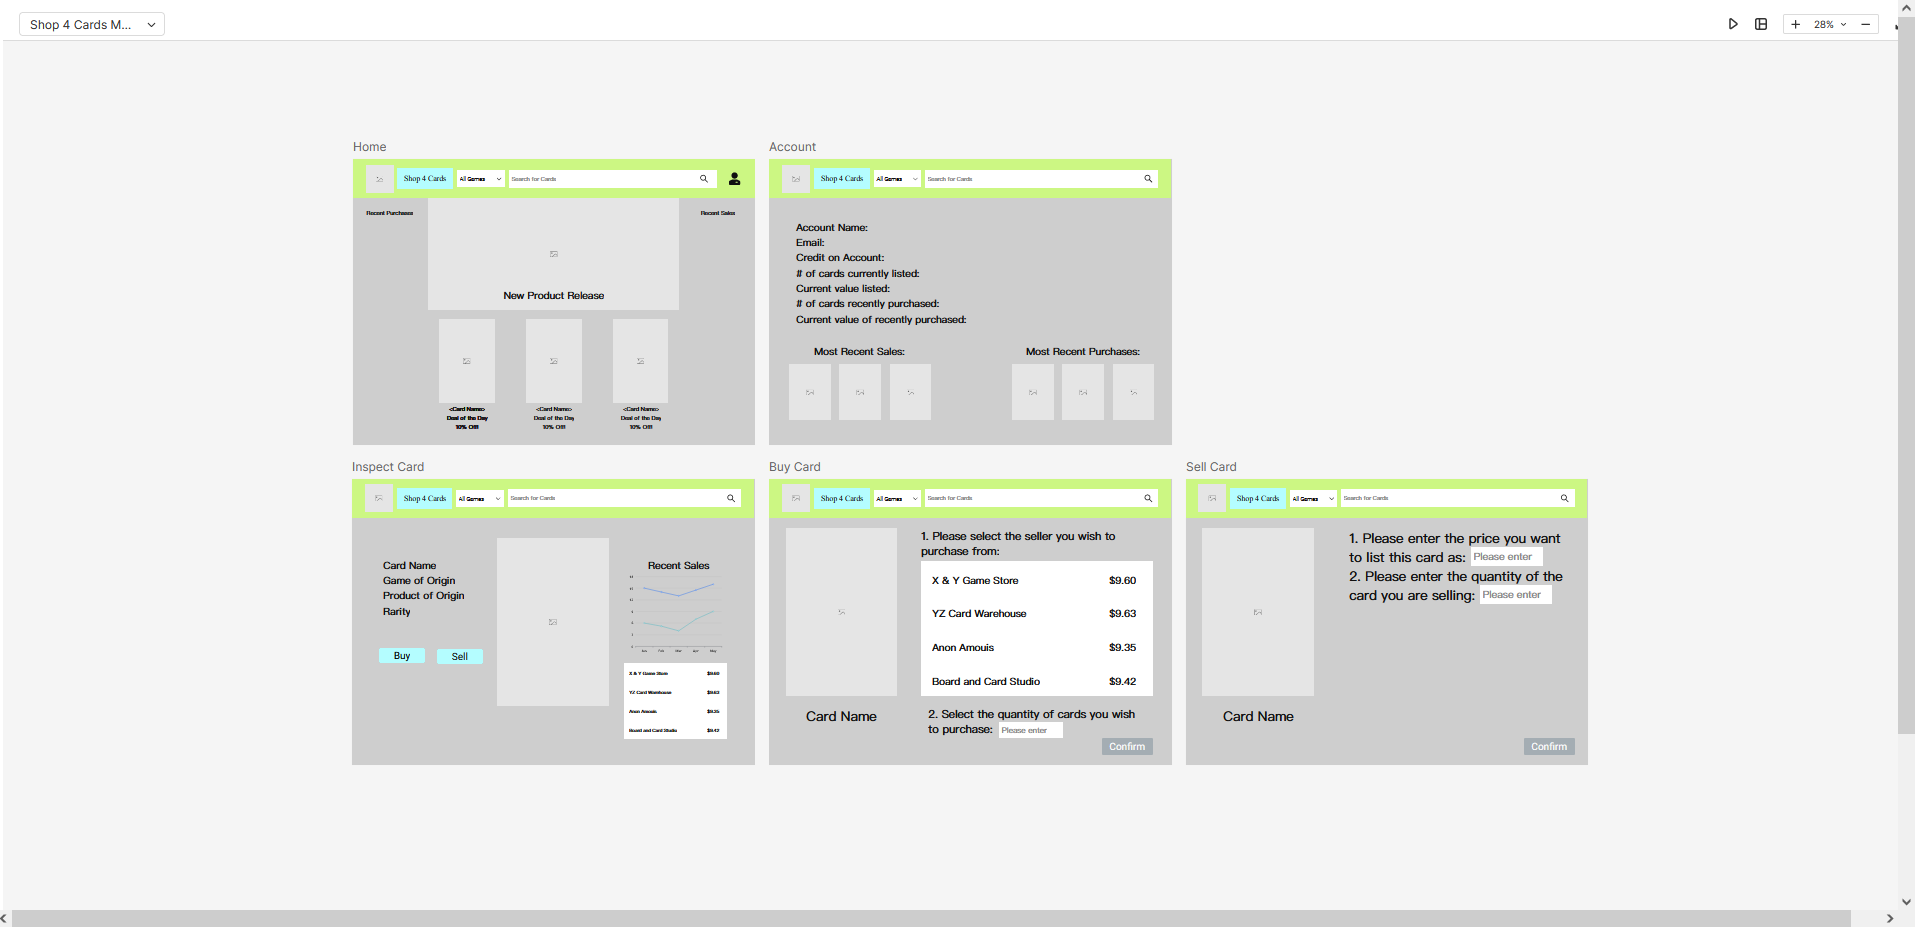 Shop 4 Cards M...
28%
Home
Shop 4 Cards
All Games
Search for Cards
Recent Purchases
Recent Sales
New Product Release
<Card Name>
Deal of the Day
10% Off!
<Card Name>
Deal of the Day
10% Off!
<Card Name>
Deal of the Day
10% Off!
Account
Shop 4 Cards
All Games
Search for Cards
Account Name:
Email:
Credit on Account:
# of cards currently listed:
Current value listed:
# of cards recently purchased:
Current value of recently purchased:
Most Recent Sales:
Most Recent Purchases:
Inspect Card
Shop 4 Cards
All Games
Search for Cards
Card Name
Game of Origin
Product of Origin
Rarity
Buy
Sell
Recent Sales
Jan Feb Mar Apr May
X & Y Game Store $9.60
YZ Card Warehouse $9.63
Anon Amouis $9.35
Board and Card Studio $9.42
Buy Card
Shop 4 Cards
All Games
Search for Cards
Card Name
1. Please select the seller you wish to
purchase from:
X & Y Game Store $9.60
YZ Card Warehouse $9.63
Anon Amouis $9.35
Board and Card Studio $9.42
2. Select the quantity of cards you wish
to purchase: Please enter
Confirm
Sell Card
Shop 4 Cards
All Games
Search for Cards
Card Name
1. Please enter the price you want
to list this card as: Please enter
2. Please enter the quantity of the
card you are selling: Please enter
Confirm